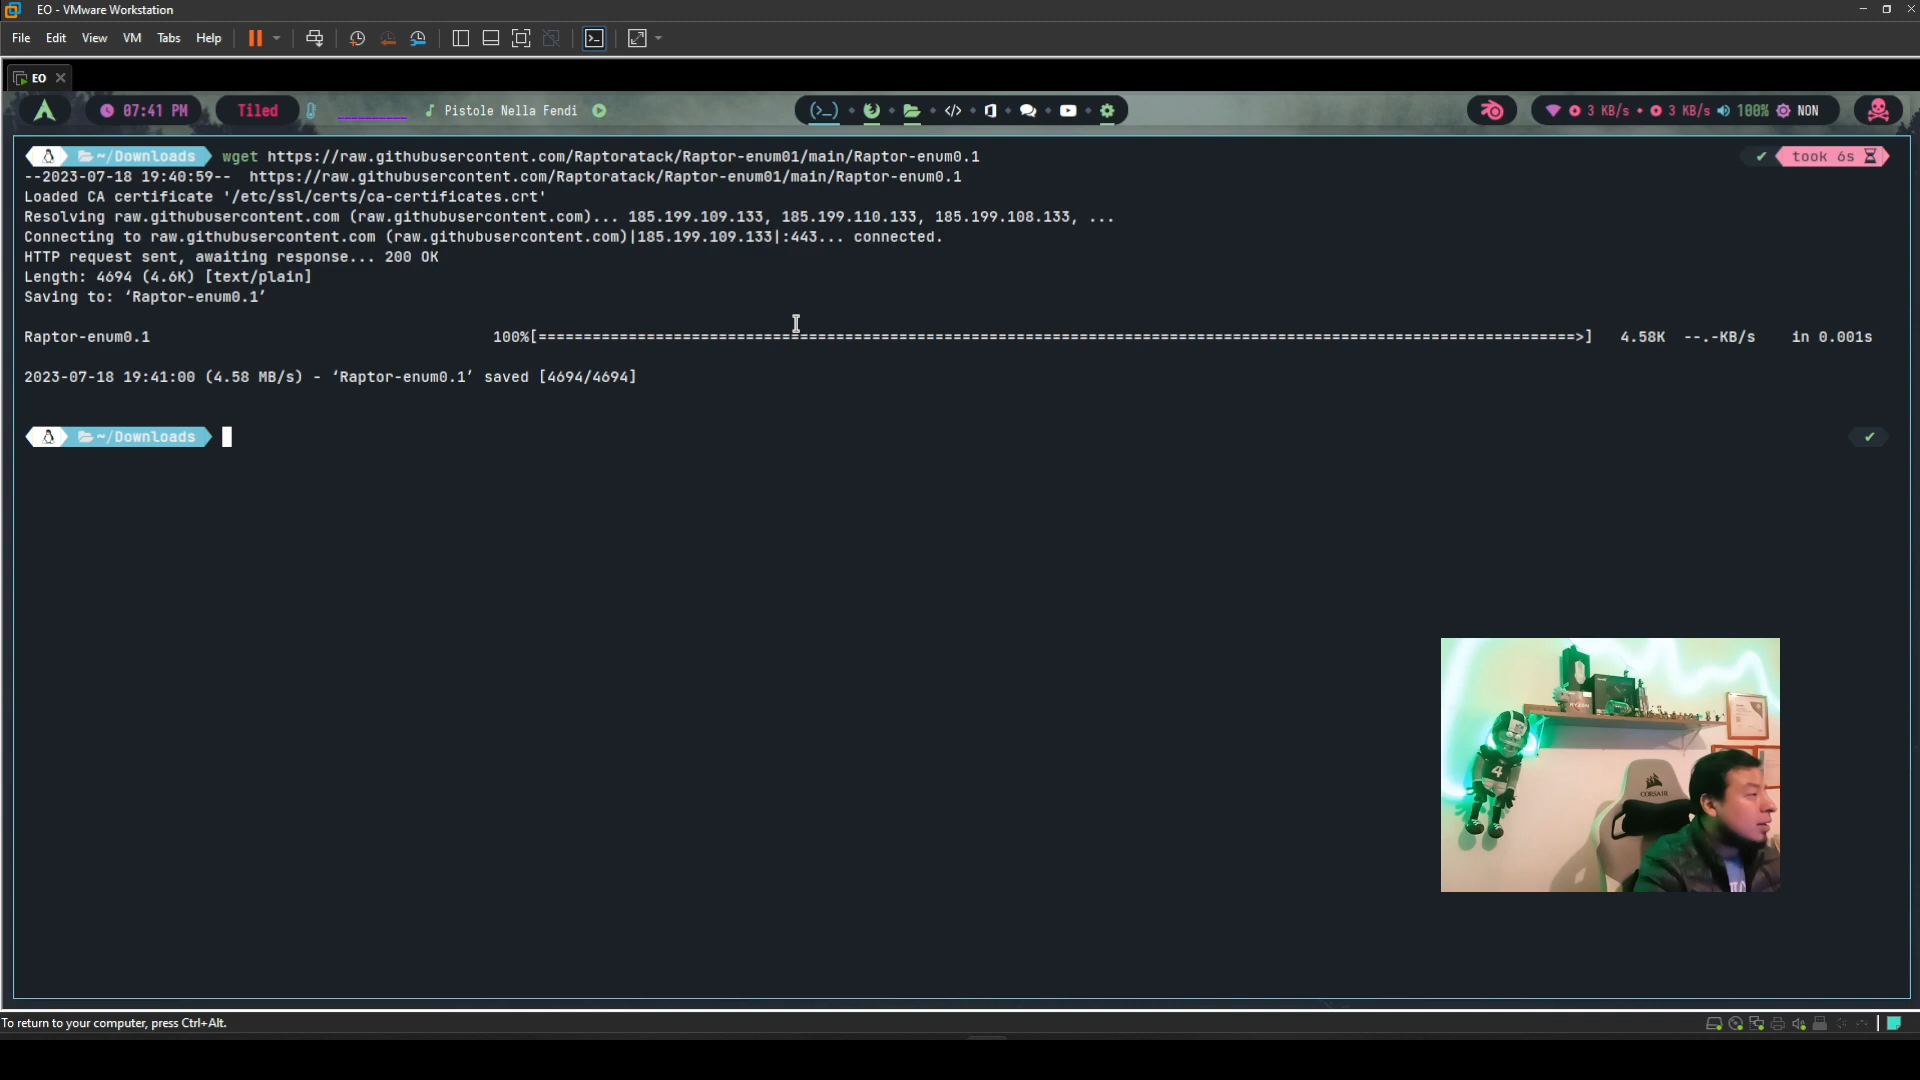 EO - VMware Workstation
File Edit View VM Tabs Help
EO
07:41 PM Tiled Pistole Nella Fendi 3 KB/s 3 KB/s 100% NON
~/Downloads wget https://raw.githubusercontent.com/Raptoratack/Raptor-enum01/main/Raptor-enum0.1 ✔ took 6s
--2023-07-18 19:40:59-- https://raw.githubusercontent.com/Raptoratack/Raptor-enum01/main/Raptor-enum0.1
Loaded CA certificate '/etc/ssl/certs/ca-certificates.crt'
Resolving raw.githubusercontent.com (raw.githubusercontent.com)... 185.199.109.133, 185.199.110.133, 185.199.108.133, ...
Connecting to raw.githubusercontent.com (raw.githubusercontent.com)|185.199.109.133|:443... connected.
HTTP request sent, awaiting response... 200 OK
Length: 4694 (4.6K) [text/plain]
Saving to: ‘Raptor-enum0.1’
Raptor-enum0.1 100%[=====================================================================================================================>] 4.58K --.-KB/s in 0.001s
2023-07-18 19:41:00 (4.58 MB/s) - ‘Raptor-enum0.1’ saved [4694/4694]
~/Downloads ✔
4
CORSAIR
To return to your computer, press Ctrl+Alt.